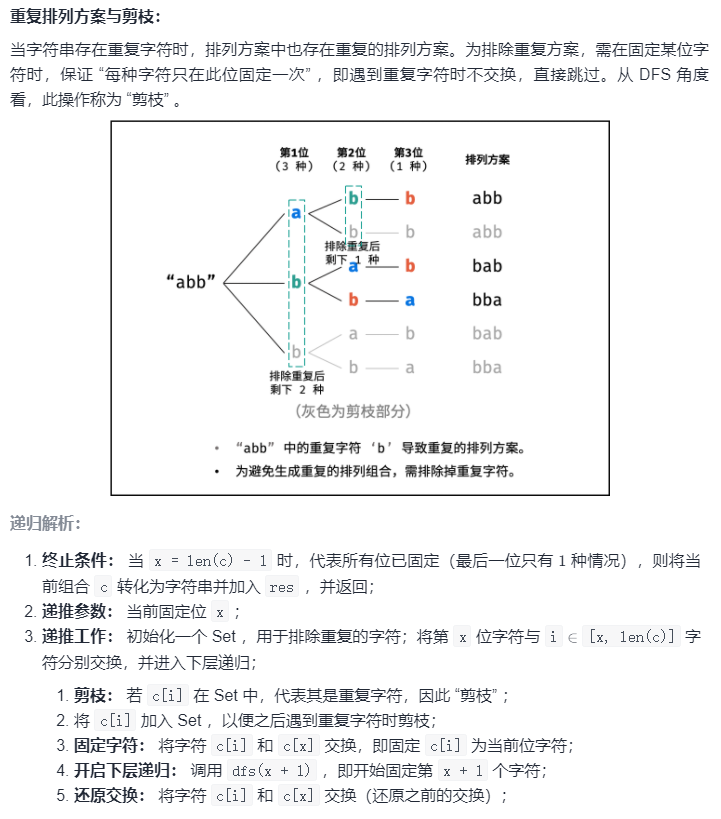 重复排列方案与剪枝：
当字符串存在重复字符时，排列方案中也存在重复的排列方案。为排除重复方案，需在固定某位字
符时，保证 “每种字符只在此位固定一次” ，即遇到重复字符时不交换，直接跳过。从 DFS 角度
看，此操作称为 “剪枝” 。
第1位 第2位 第3位 排列方案
(3 种) (2 种) (1 种)
b b abb
a
b b abb
排除重复后
剩下 1 种
a b bab
“abb” b
b a bba
a b bab
b
b a bba
排除重复后
剩下 2 种
(灰色为剪枝部分)
• “abb” 中的重复字符 ‘b’ 导致重复的排列方案。
• 为避免生成重复的排列组合，需排除掉重复字符。
递归解析：
1. 终止条件： 当 x = len(c) - 1 时，代表所有位已固定（最后一位只有 1 种情况），则将当
前组合 c 转化为字符串并加入 res ，并返回；
2. 递推参数： 当前固定位 x ；
3. 递推工作： 初始化一个 Set ，用于排除重复的字符；将第 x 位字符与 i ∈ [x, len(c)] 字
符分别交换，并进入下层递归；
1. 剪枝： 若 c[i] 在 Set 中，代表其是重复字符，因此 “剪枝” ；
2. 将 c[i] 加入 Set ，以便之后遇到重复字符时剪枝；
3. 固定字符： 将字符 c[i] 和 c[x] 交换，即固定 c[i] 为当前位字符；
4. 开启下层递归： 调用 dfs(x + 1) ，即开始固定第 x + 1 个字符；
5. 还原交换： 将字符 c[i] 和 c[x] 交换（还原之前的交换）；